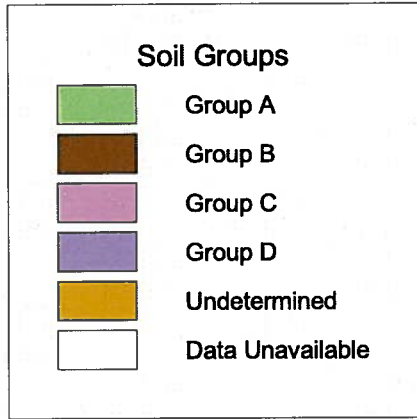 Soil Groups
Group A
Group B
Group C
Group D
Undetermined
Data Unavailable